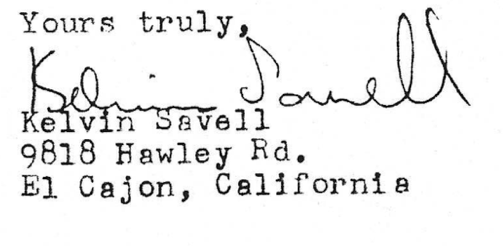 Yours truly,
Kelvin Savell
Kelvin Savell
9818 Hawley Rd.
El Cajon, California